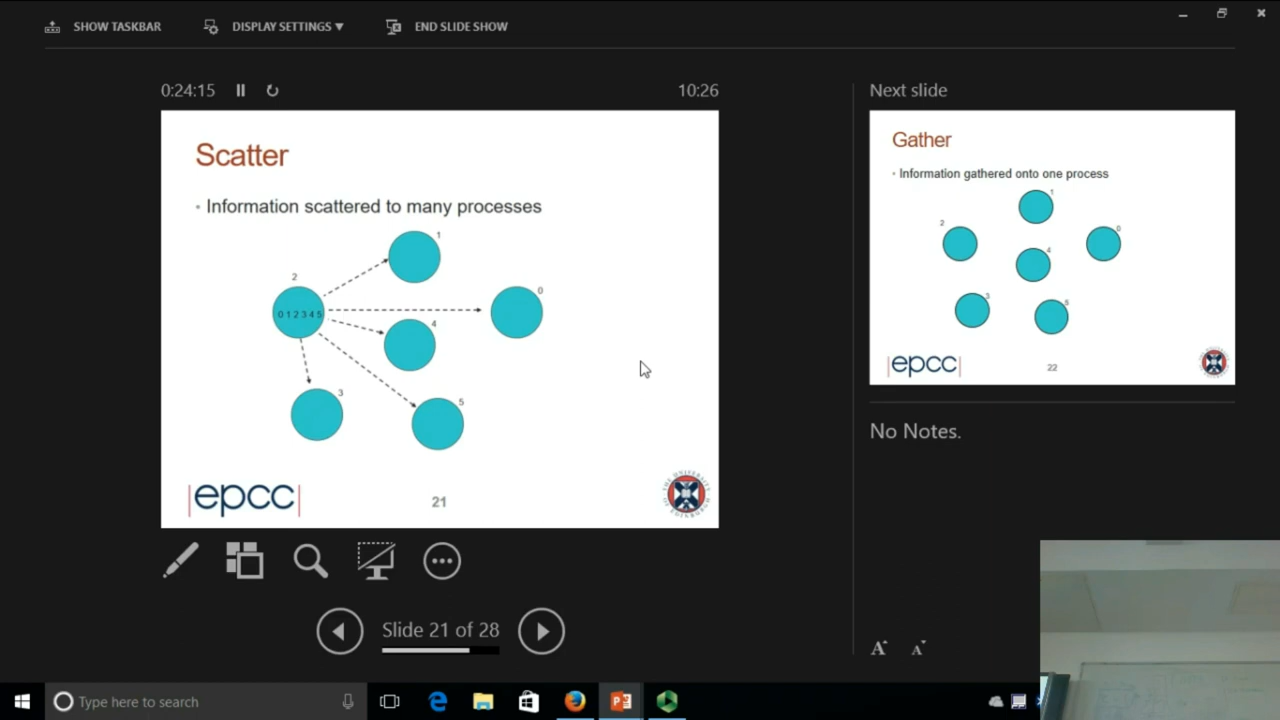 SHOW TASKBAR
DISPLAY SETTINGS ▼
END SLIDE SHOW
0:24:15
10:26
Scatter
• Information scattered to many processes
1
2
0
0 1 2 3 4 5
4
3
5
epcc
21
Slide 21 of 28
Next slide
Gather
• Information gathered onto one process
1
2
0
4
3
5
epcc
22
No Notes.
A
A
Type here to search